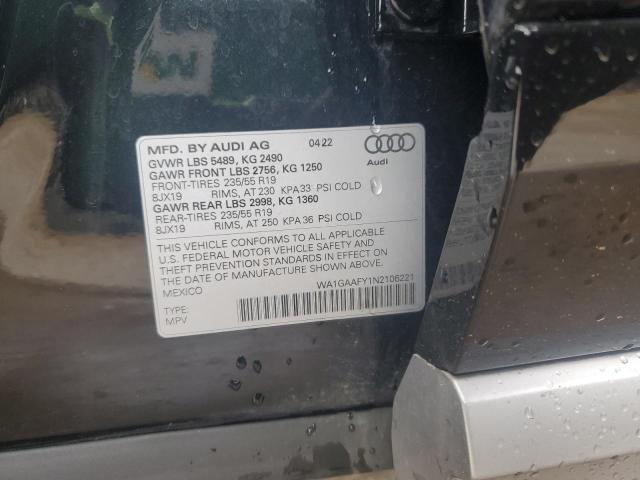 MFD. BY AUDI AG 0422
GVWR LBS 5489, KG 2490
GAWR FRONT LBS 2756, KG 1250
FRONT-TIRES 235/55 R19
8JX19 RIMS, AT 230 KPA 33 PSI COLD
GAWR REAR LBS 2998, KG 1360
REAR-TIRES 235/55 R19
8JX19 RIMS, AT 250 KPA 36 PSI COLD
Audi
THIS VEHICLE CONFORMS TO ALL APPLICABLE
U.S. FEDERAL MOTOR VEHICLE SAFETY AND
THEFT PREVENTION STANDARDS IN EFFECT ON
THE DATE OF MANUFACTURE SHOWN ABOVE.
MEXICO
WA1GAAFY1N2106221
TYPE:
MPV